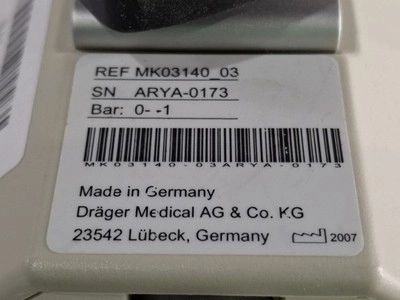 REF MK03140_03
SN ARYA-0173
Bar: 0- -1
MK03140-03ARYA-0173
Made in Germany
Dräger Medical AG & Co. KG
23542 Lübeck, Germany 2007